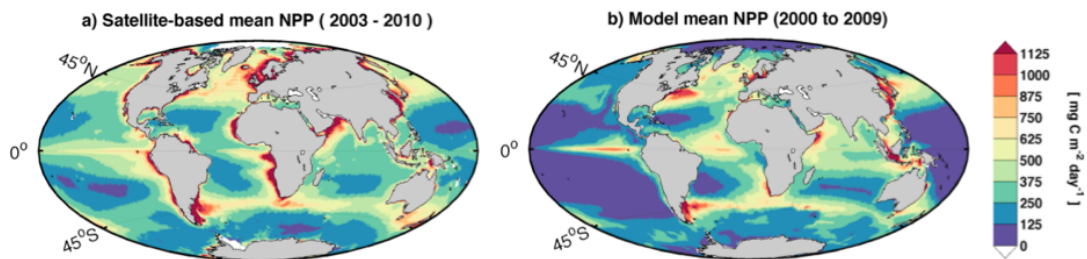 a) Satellite-based mean NPP ( 2003 - 2010 )
b) Model mean NPP (2000 to 2009)
45°N
0°
45°S
45°N
0°
45°S
1125
1000
875
750
625
500
375
250
125
0
[ mg C m⁻² day⁻¹]